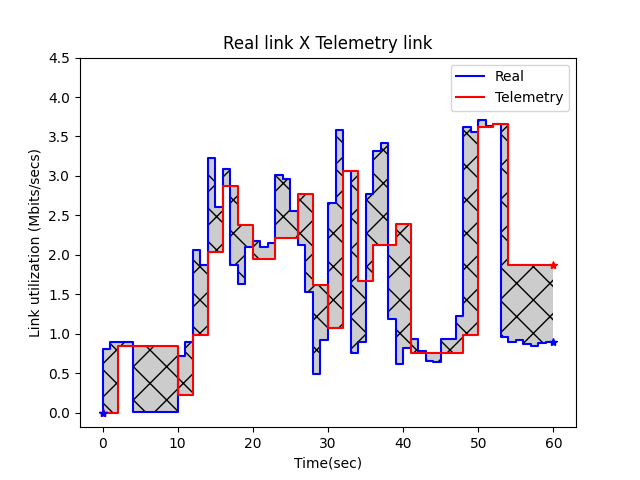 Real link X Telemetry link
Real
Telemetry
Link utilization (Mbits/secs)
4.5
4.0
3.5
3.0
2.5
2.0
1.5
1.0
0.5
0.0
0 10 20 30 40 50 60
Time(sec)